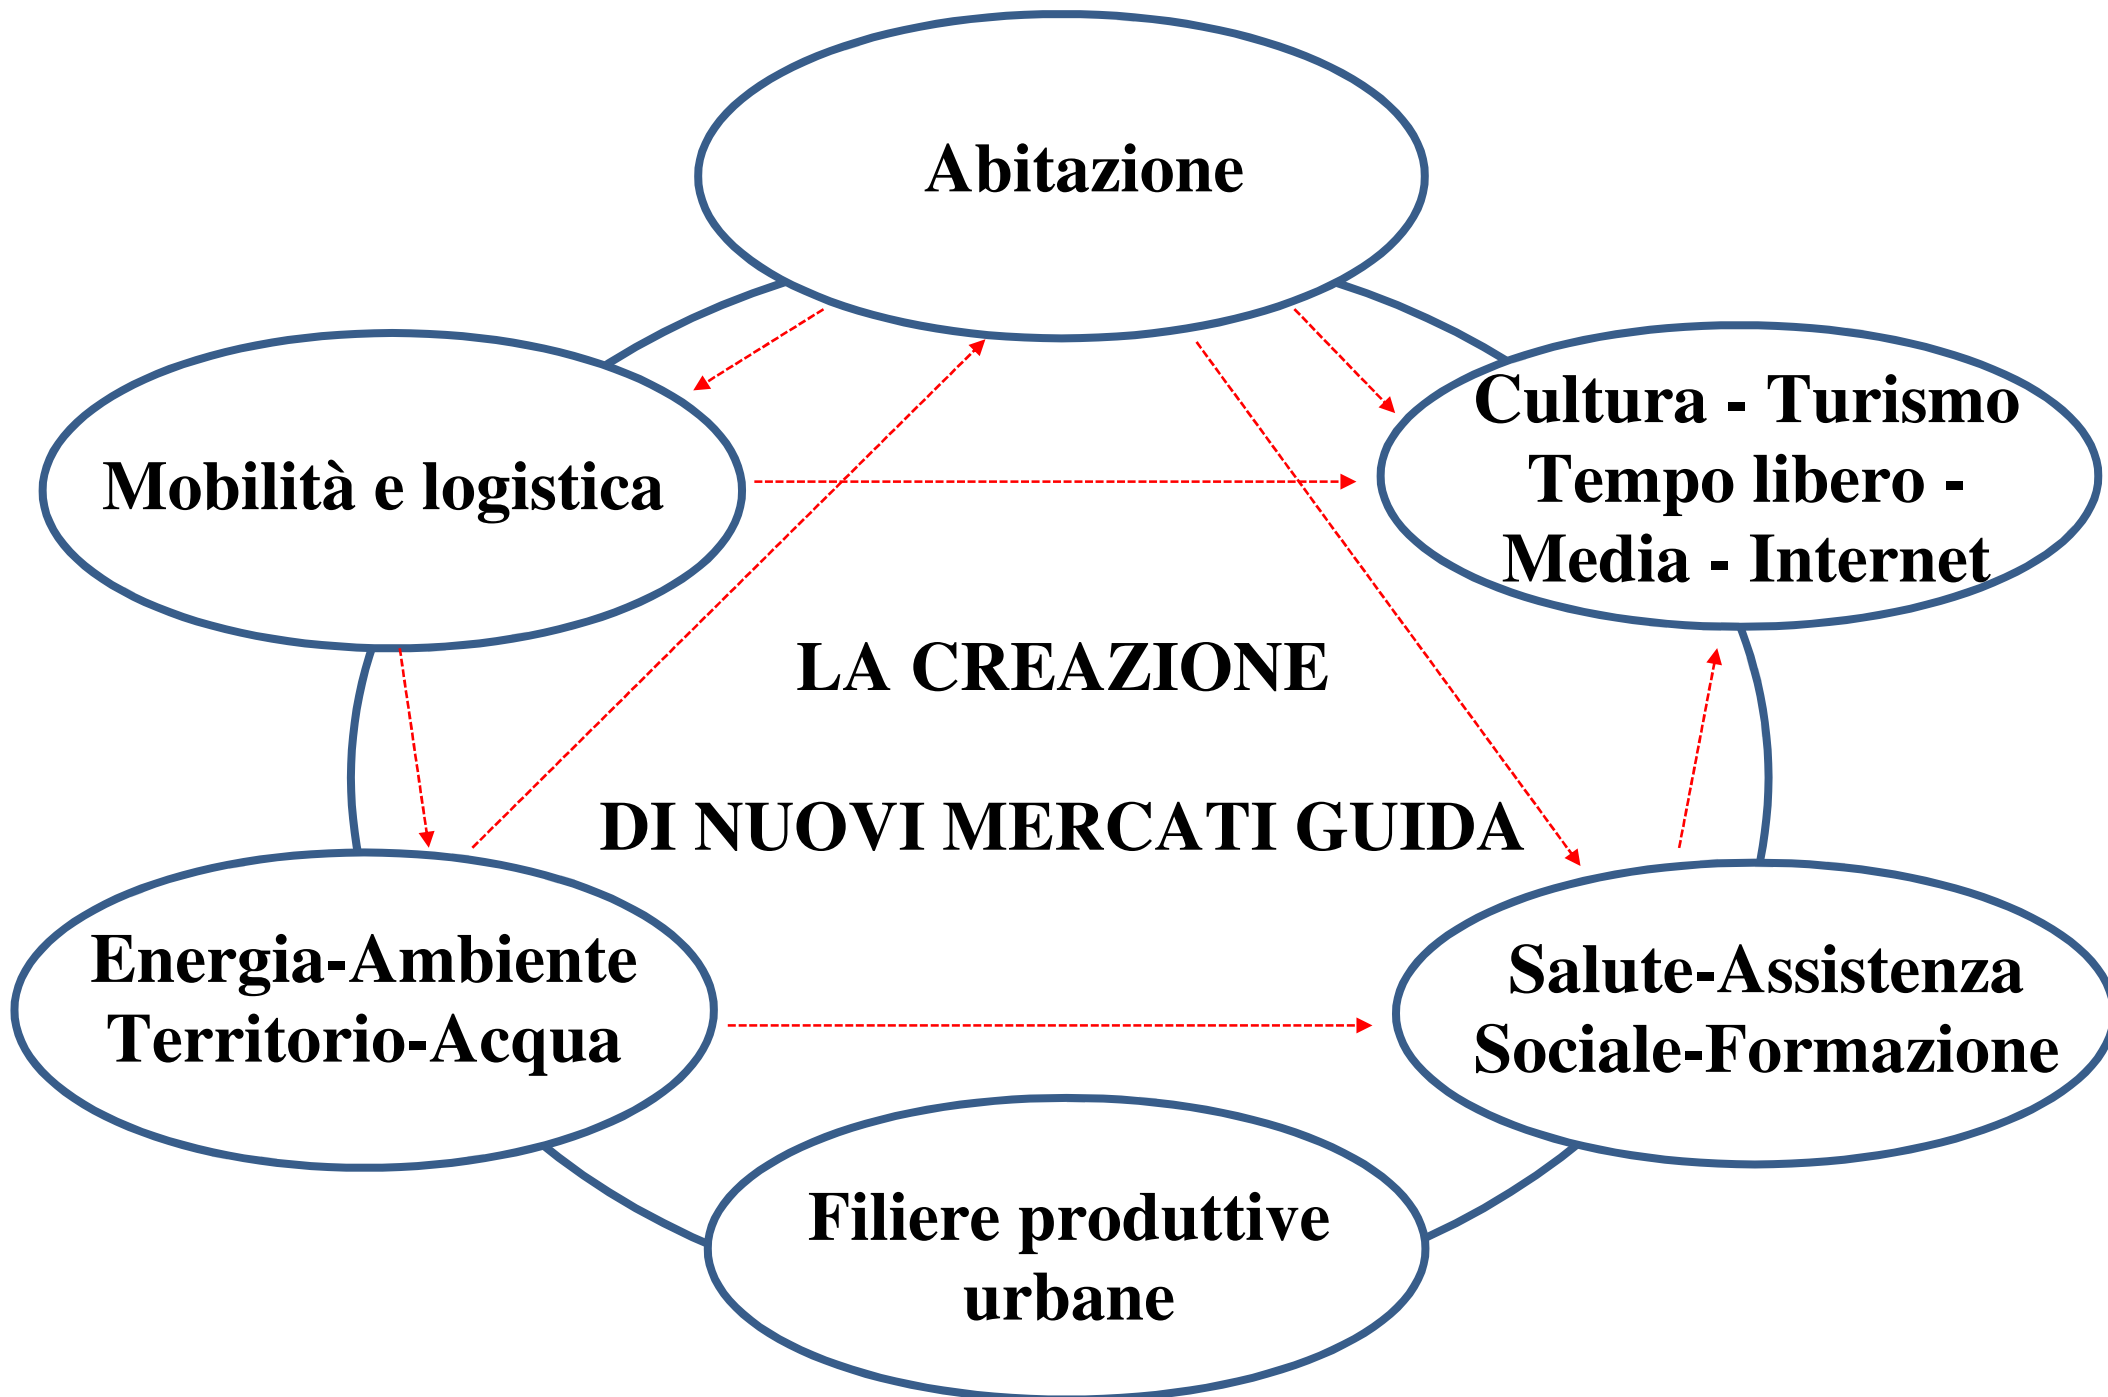 Abitazione
Mobilità e logistica
Cultura - Turismo
Tempo libero -
Media - Internet
LA CREAZIONE
DI NUOVI MERCATI GUIDA
Energia-Ambiente
Territorio-Acqua
Salute-Assistenza
Sociale-Formazione
Filiere produttive
urbane